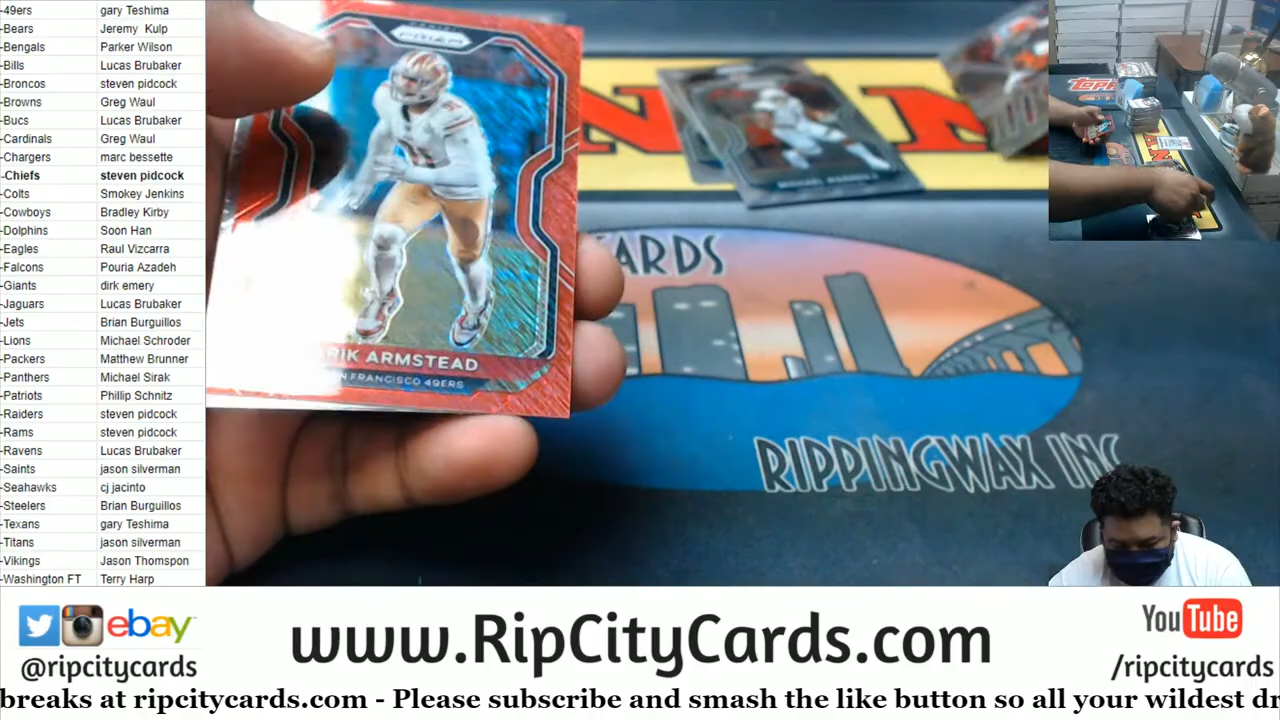 -49ers gary Teshima
-Bears Jeremy Kulp
-Bengals Parker Wilson
-Bills Lucas Brubaker
-Broncos steven pidcock
-Browns Greg Waul
-Bucs Lucas Brubaker
-Cardinals Greg Waul
-Chargers marc bessette
-Chiefs steven pidcock
-Colts Smokey Jenkins
-Cowboys Bradley Kirby
-Dolphins Soon Han
-Eagles Raul Vizcarra
-Falcons Pouria Azadeh
-Giants dirk emery
-Jaguars Lucas Brubaker
-Jets Brian Burguillos
-Lions Michael Schroder
-Packers Matthew Brunner
-Panthers Michael Sirak
-Patriots Phillip Schnitz
-Raiders steven pidcock
-Rams steven pidcock
-Ravens Lucas Brubaker
-Saints jason silverman
-Seahawks cj jacinto
-Steelers Brian Burguillos
-Texans gary Teshima
-Titans jason silverman
-Vikings Jason Thomspon
-Washington FT Terry Harp
PRIZM
RIK ARMSTEAD
N FRANCISCO 49ERS
ARDS
RIPPINGWAX INC
TOPPS
ebay
@ripcitycards
www.RipCityCards.com
YouTube
/ripcitycards
breaks at ripcitycards.com - Please subscribe and smash the like button so all your wildest dr